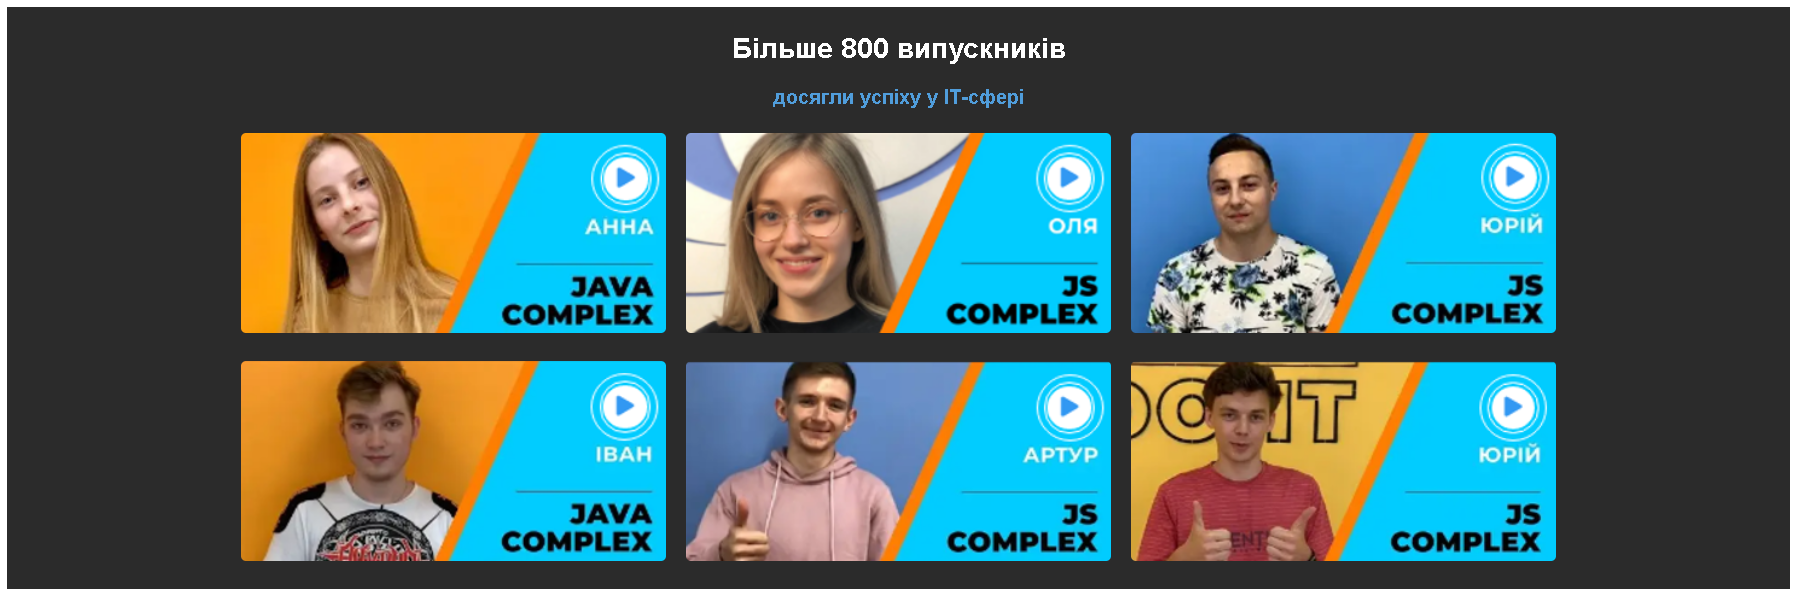 Більше 800 випускників
досягли успіху у ІТ-сфері
АННА
JAVA
COMPLEX
ОЛЯ
JS
COMPLEX
ЮРІЙ
JS
COMPLEX
ІВАН
JAVA
COMPLEX
АРТУР
JS
COMPLEX
ЮРІЙ
JS
COMPLEX